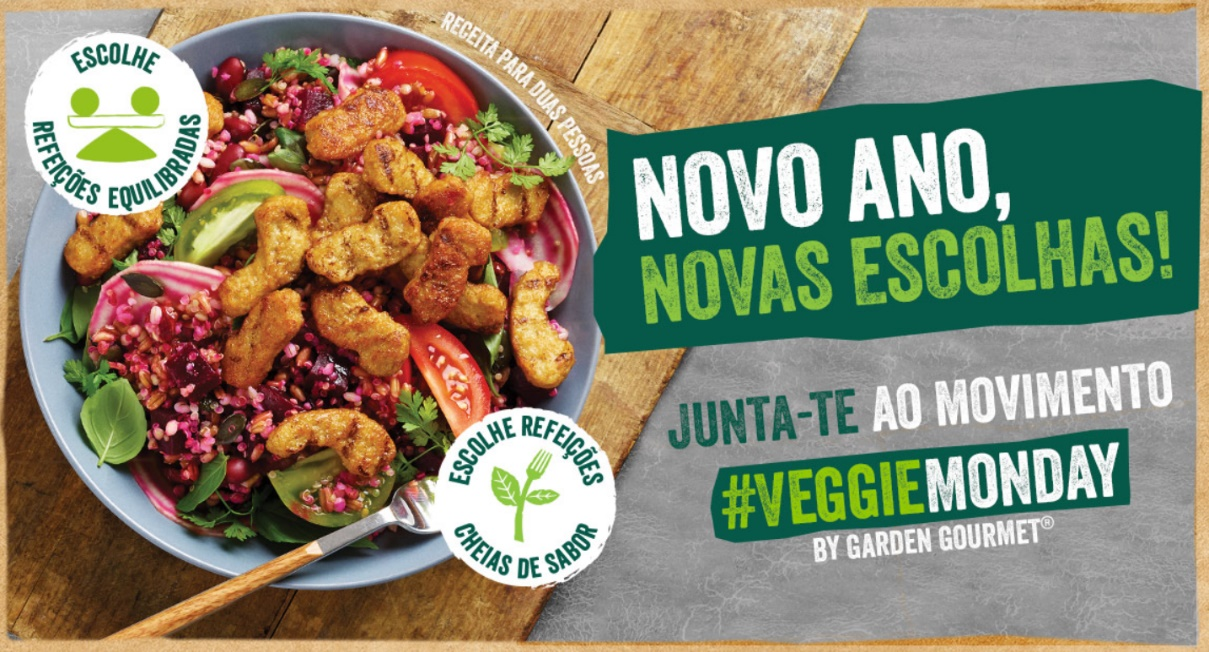 ESCOLHE
REFEIÇÕES EQUILIBRADAS
RECEITA PARA DUAS PESSOAS
NOVO ANO,
NOVAS ESCOLHAS!
JUNTA-TE AO MOVIMENTO
#VEGGIEMONDAY
BY GARDEN GOURMET®
ESCOLHE REFEIÇÕES
CHEIAS DE SABOR